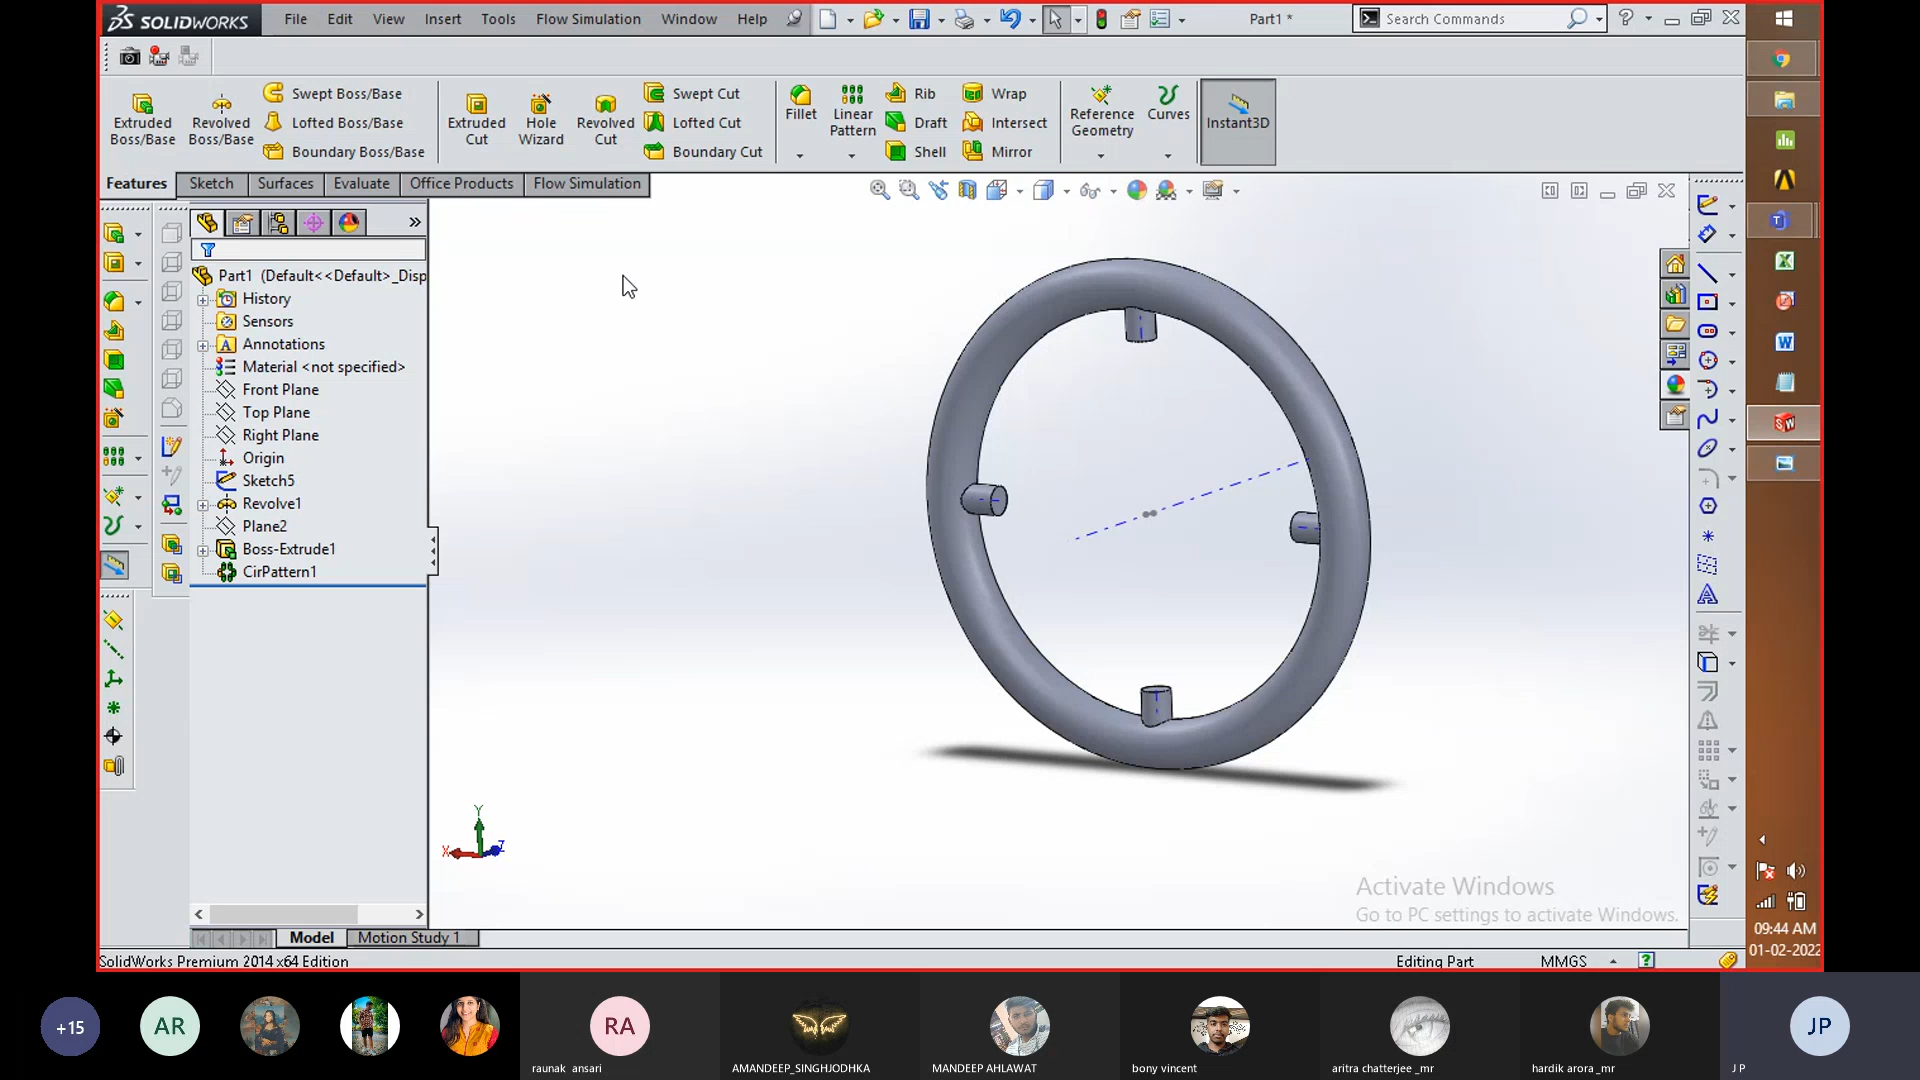 SOLIDWORKS
File Edit View Insert Tools Flow Simulation Window Help
Part1 *
Search Commands
Extruded Boss/Base
Revolved Boss/Base
Swept Boss/Base
Lofted Boss/Base
Boundary Boss/Base
Extruded Cut
Hole Wizard
Revolved Cut
Swept Cut
Lofted Cut
Boundary Cut
Fillet
Linear Pattern
Rib
Draft
Shell
Wrap
Intersect
Mirror
Reference Geometry
Curves
Instant3D
Features Sketch Surfaces Evaluate Office Products Flow Simulation
Part1 (Default<<Default>_Disp
History
Sensors
Annotations
Material <not specified>
Front Plane
Top Plane
Right Plane
Origin
Sketch5
Revolve1
Plane2
Boss-Extrude1
CirPattern1
Y
X
Z
Activate Windows
Go to PC settings to activate Windows.
09:44 AM
01-02-2022
Model Motion Study 1
SolidWorks Premium 2014 x64 Edition
Editing Part MMGS
+15
AR
RA
JP
raunak ansari
AMANDEEP_SINGHJODHKA
MANDEEP AHLAWAT
bony vincent
aritra chatterjee _mr
hardik arora _mr
J P